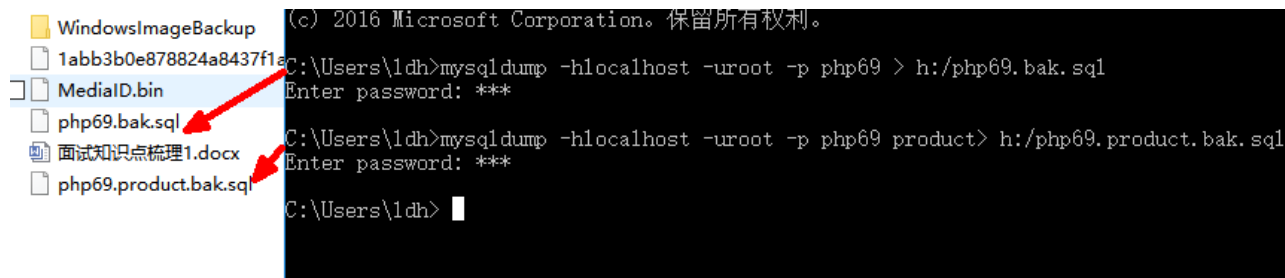 WindowsImageBackup
1abb3b0e878824a8437f1a
MediaID.bin
php69.bak.sql
面试知识点梳理1.docx
php69.product.bak.sql
(c) 2016 Microsoft Corporation。保留所有权利。
C:\Users\ldh>mysqldump -hlocalhost -uroot -p php69 > h:/php69.bak.sql
Enter password: ***
C:\Users\ldh>mysqldump -hlocalhost -uroot -p php69 product> h:/php69.product.bak.sql
Enter password: ***
C:\Users\ldh>